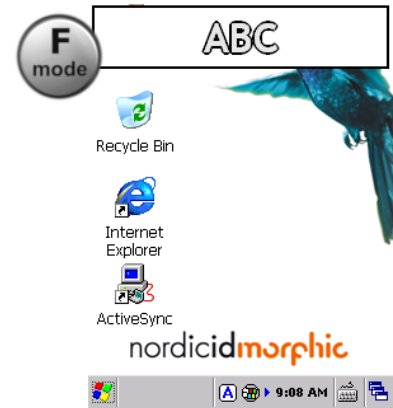 F
mode
ABC
Recycle Bin
Internet
Explorer
ActiveSync
nordicidmorphic
A
9:08 AM